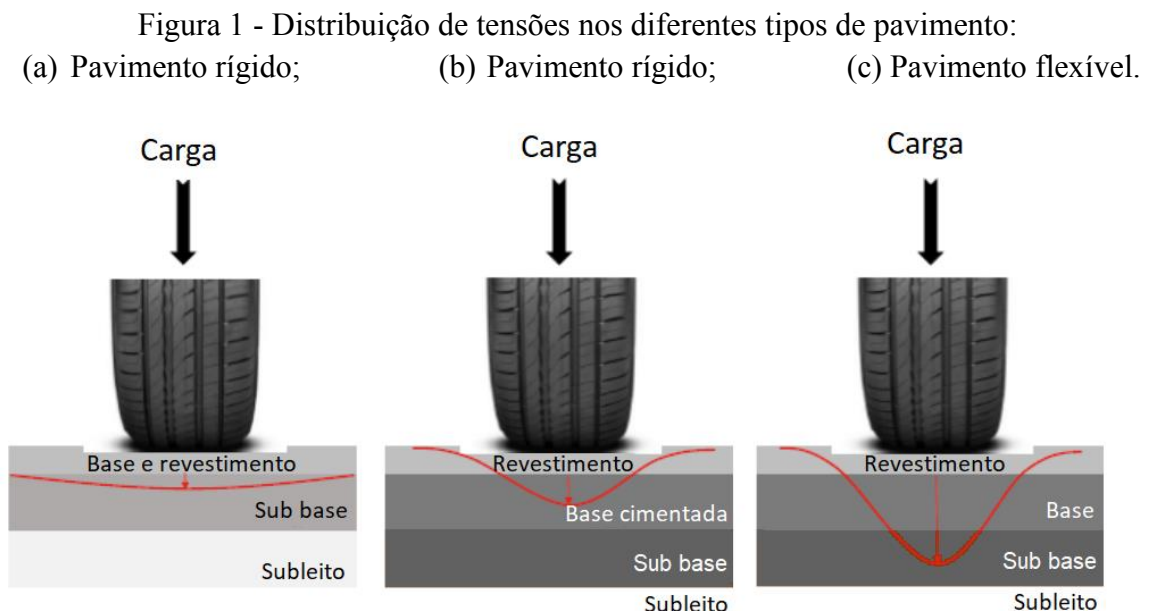 Figura 1 - Distribuição de tensões nos diferentes tipos de pavimento:
(a) Pavimento rígido; (b) Pavimento rígido; (c) Pavimento flexível.
Carga Carga Carga
Base e revestimento Revestimento Revestimento
Sub base Base cimentada Base
Subleito Sub base Sub base
Subleito Subleito